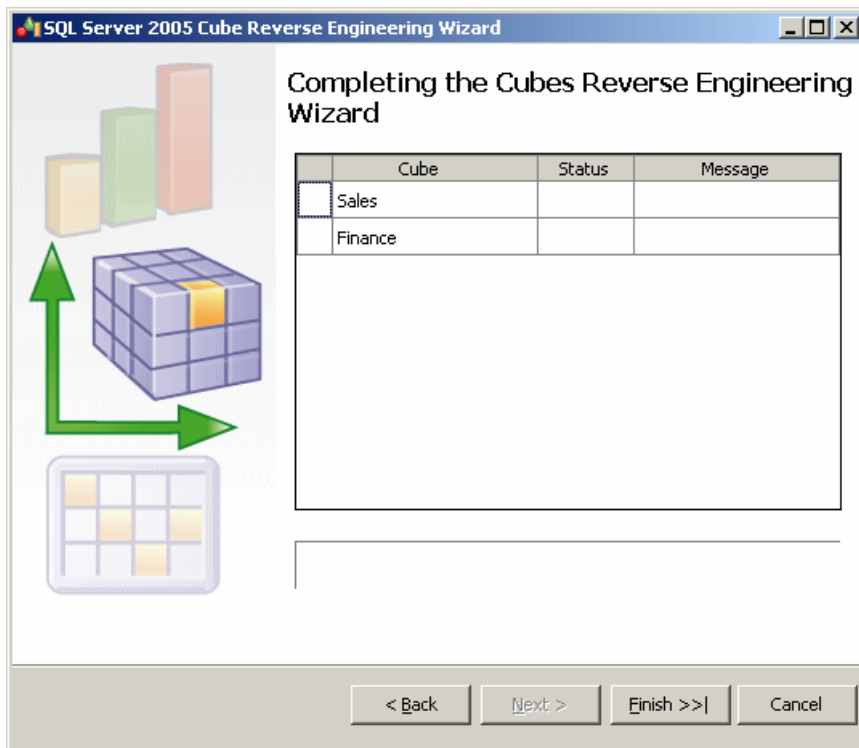 SQL Server 2005 Cube Reverse Engineering Wizard
Completing the Cubes Reverse Engineering
Wizard
Cube Status Message
Sales
Finance
< Back Next > Finish >>| Cancel